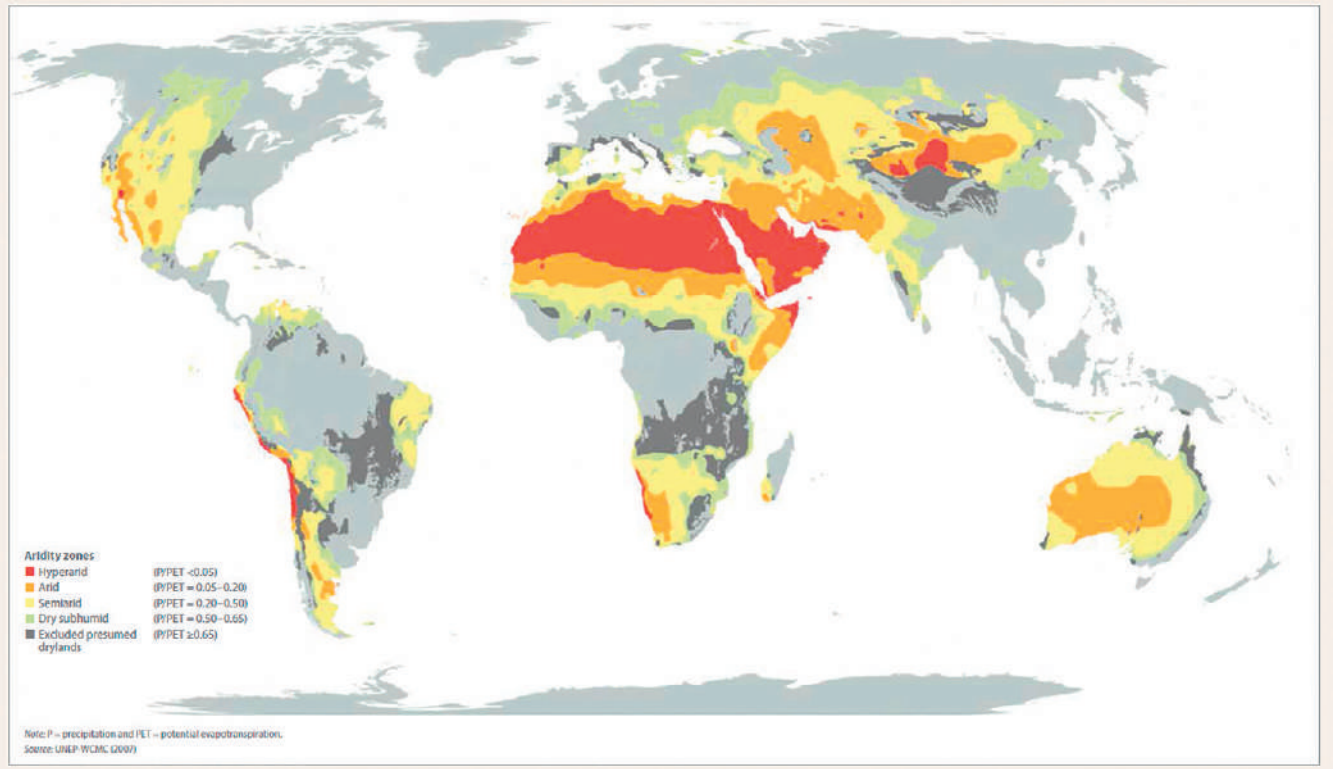 Aridity zones
Hyperarid (P/PET <0.05)
Arid (P/PET = 0.05–0.20)
Semiarid (P/PET = 0.20–0.50)
Dry subhumid (P/PET = 0.50–0.65)
Excluded presumed (P/PET ≥0.65)
drylands
Note: P = precipitation and PET = potential evapotranspiration.
Source: UNEP-WCMC (2007)